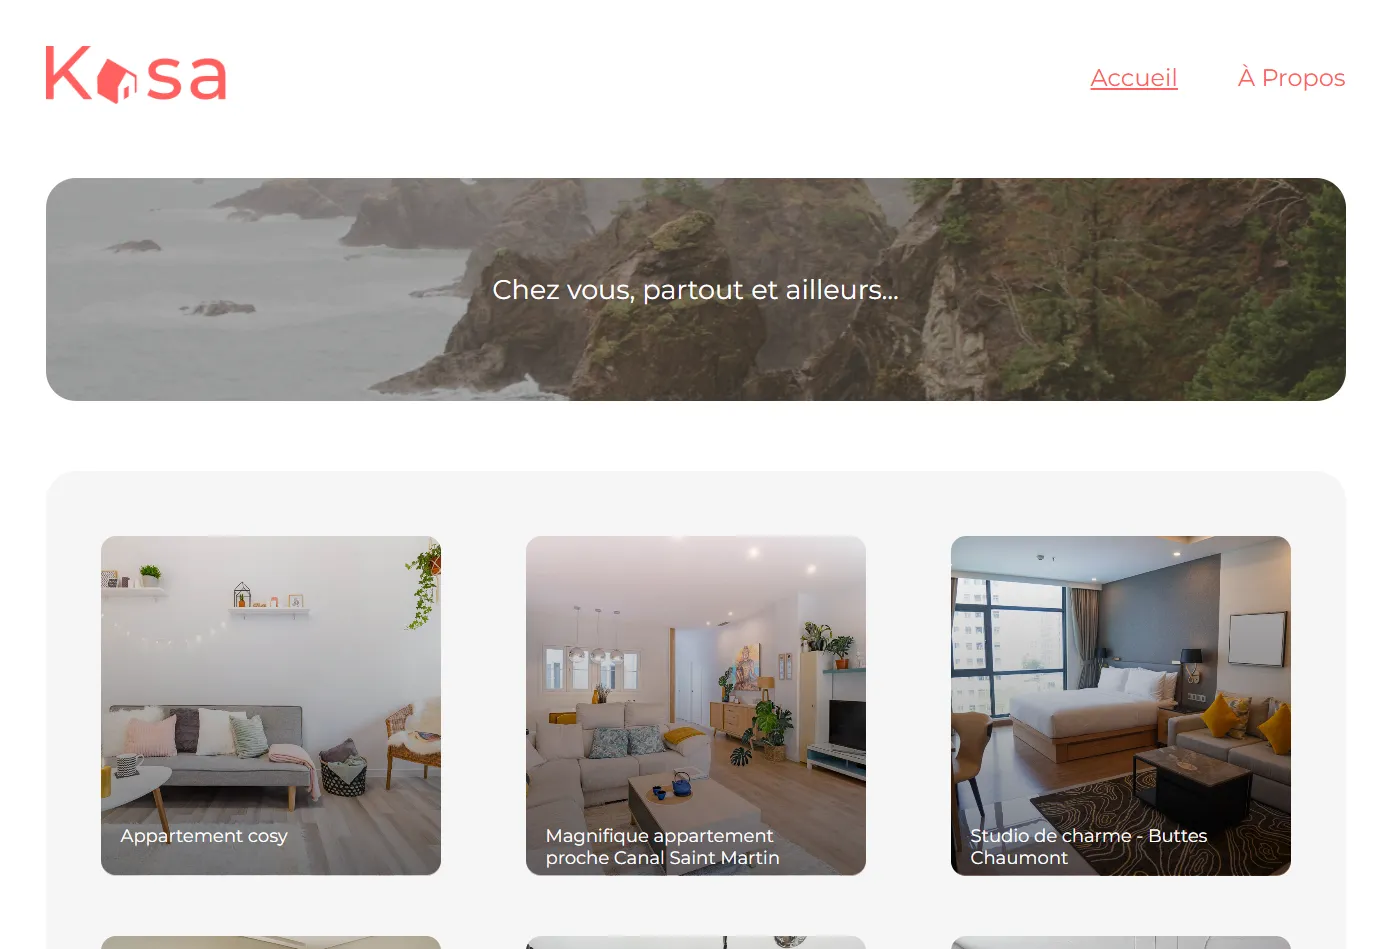 Kasa
Accueil
À Propos
Chez vous, partout et ailleurs...
Appartement cosy
Magnifique appartement
proche Canal Saint Martin
Studio de charme - Buttes
Chaumont